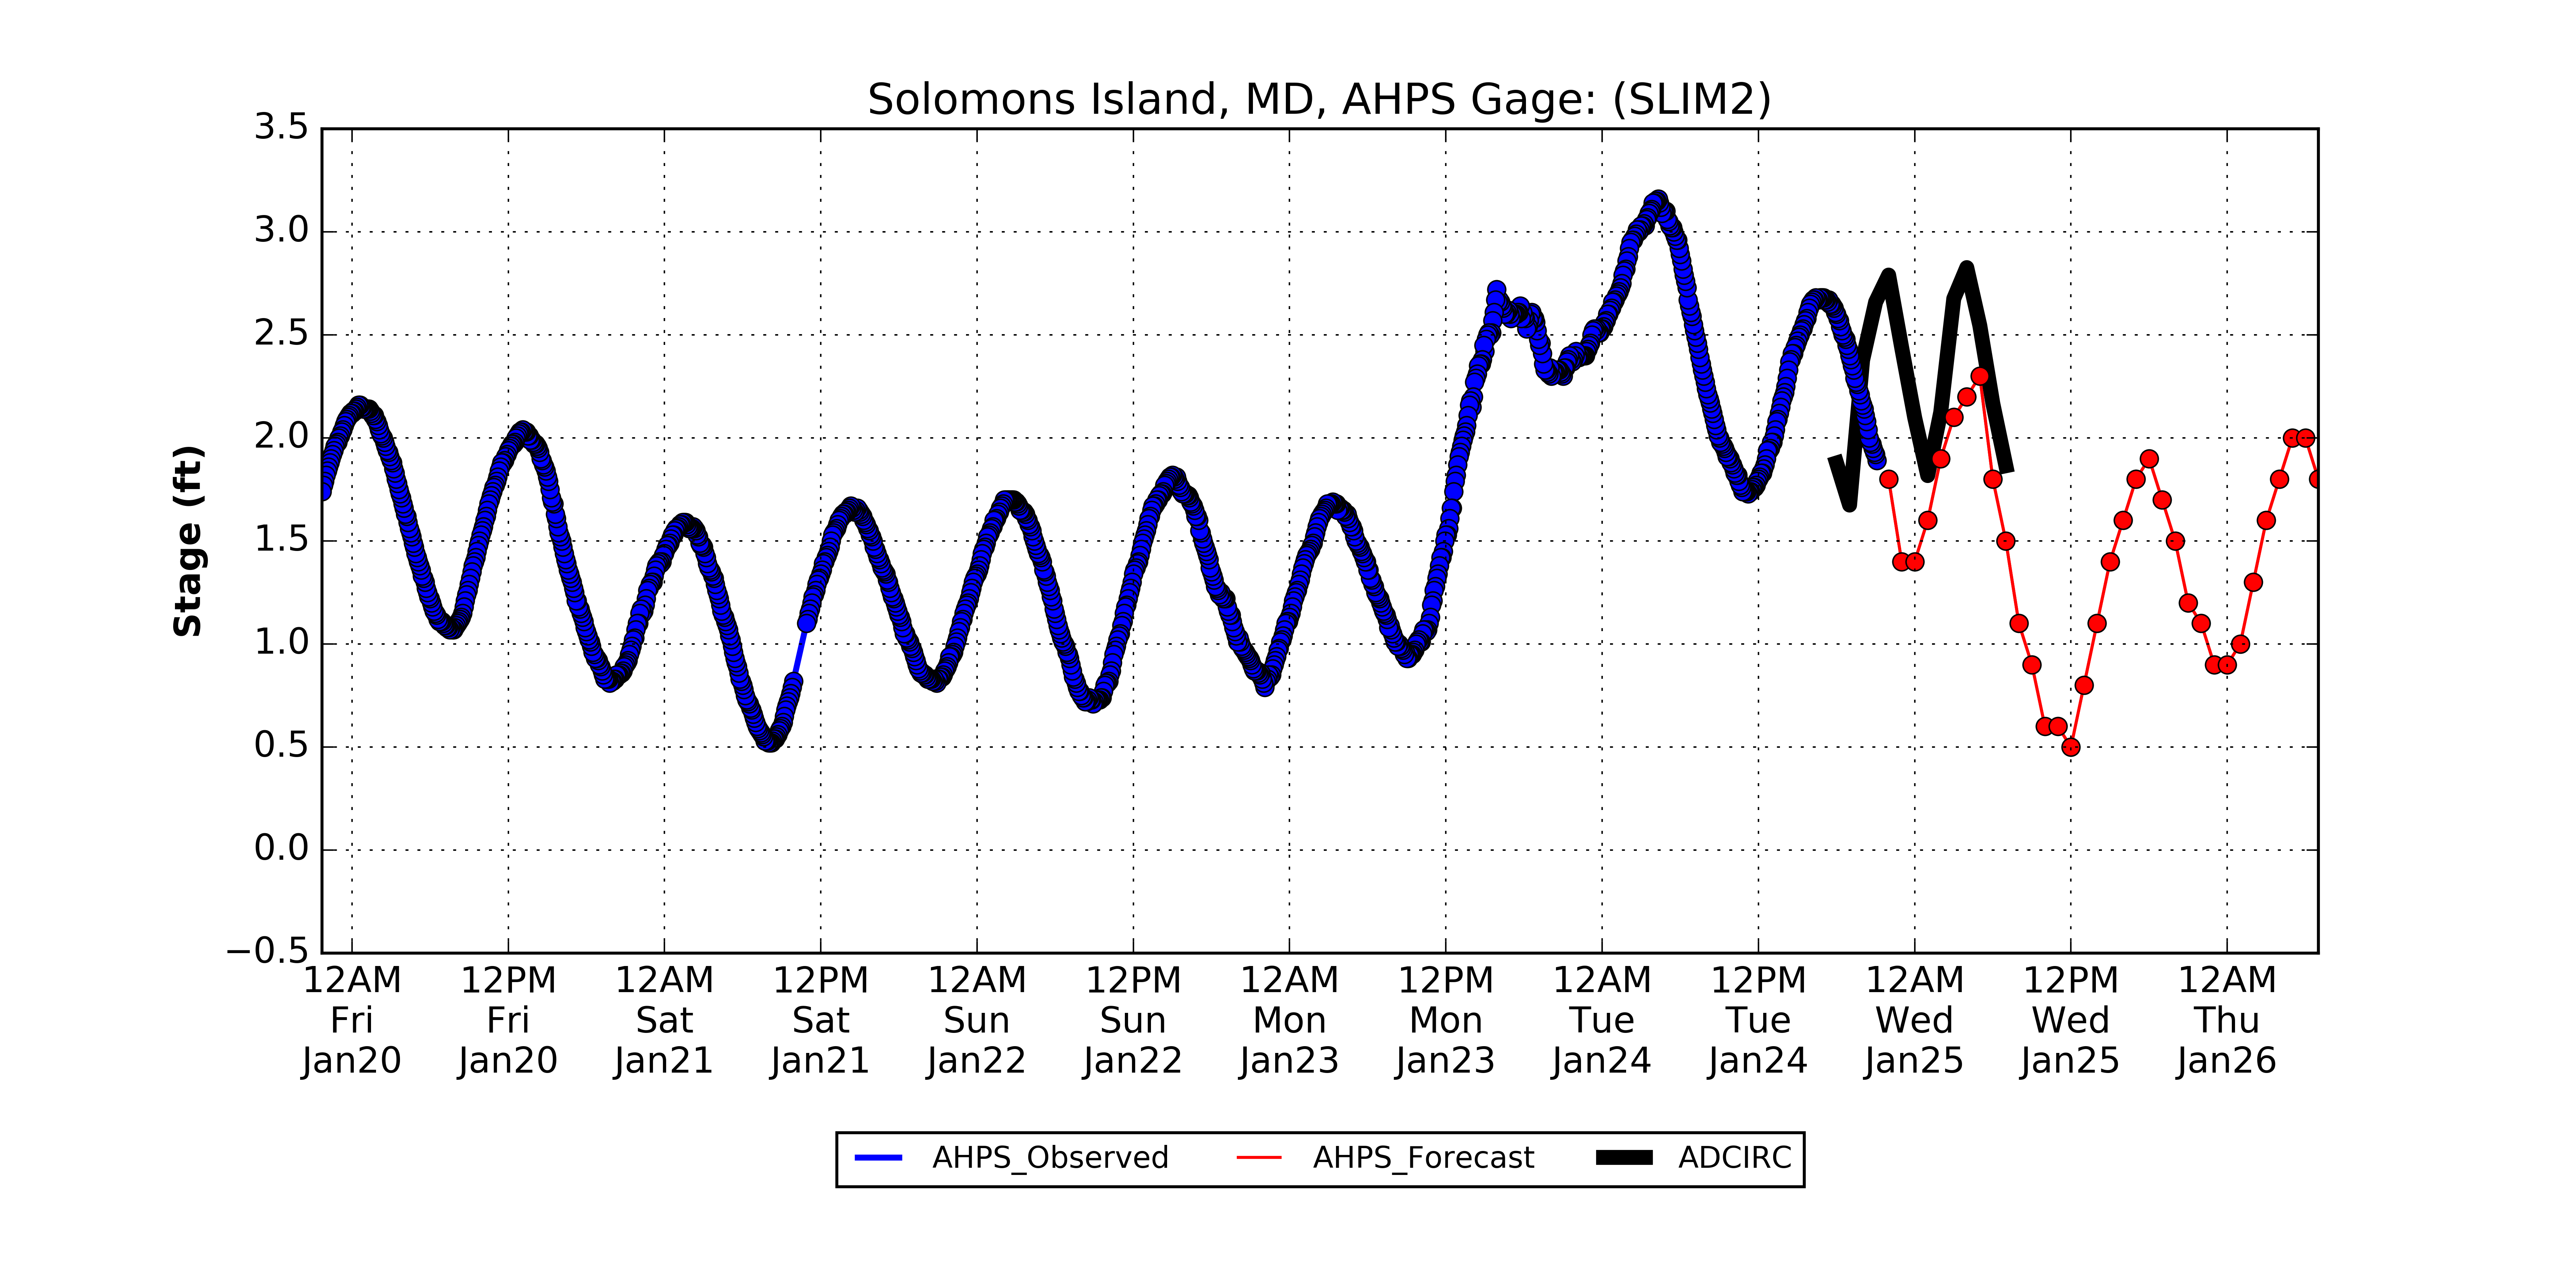 Solomons Island, MD, AHPS Gage: (SLIM2)
Stage (ft)
3.5
3.0
2.5
2.0
1.5
1.0
0.5
0.0
−0.5
12AM 12PM 12AM 12PM 12AM 12PM 12AM 12PM 12AM 12PM 12AM 12PM 12AM
Fri Fri Sat Sat Sun Sun Mon Mon Tue Tue Wed Wed Thu
Jan20 Jan20 Jan21 Jan21 Jan22 Jan22 Jan23 Jan23 Jan24 Jan24 Jan25 Jan25 Jan26
AHPS_Observed AHPS_Forecast ADCIRC